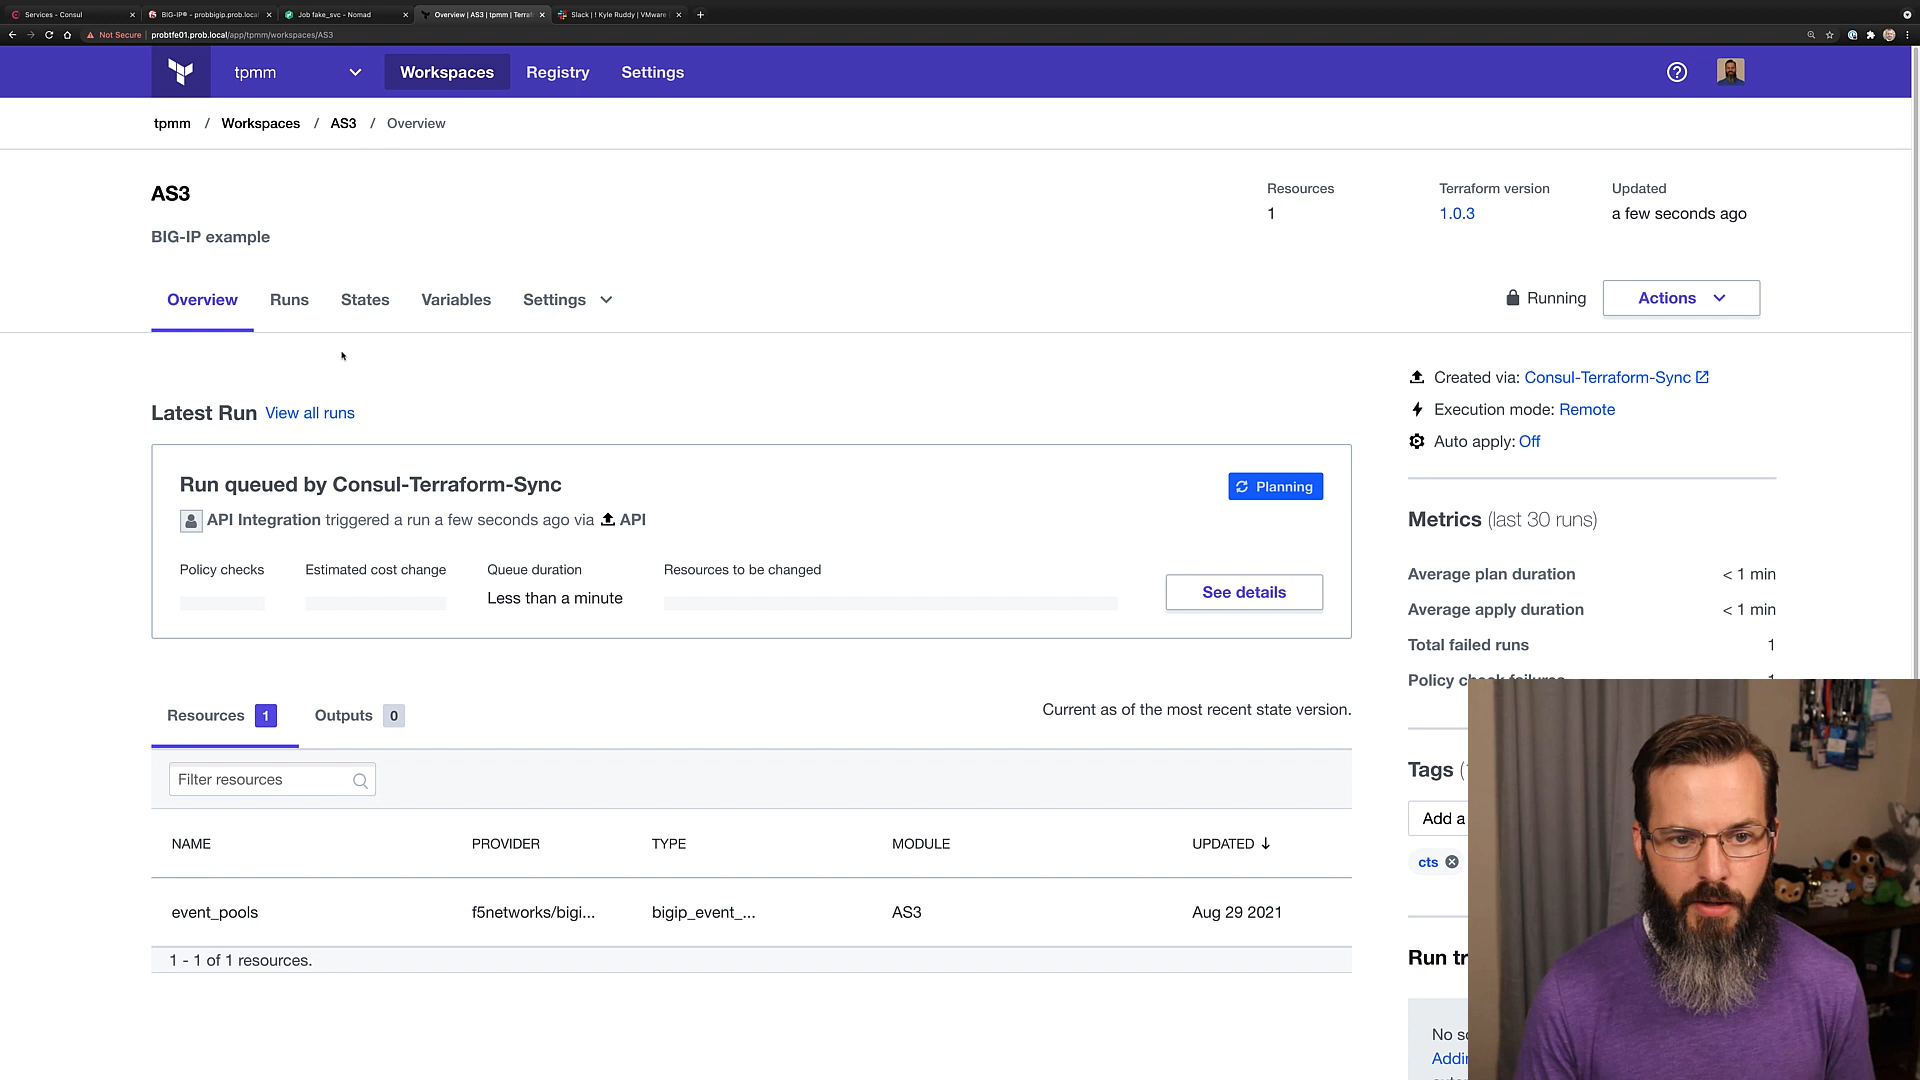 Services - Consul
BIG-IP® - probbigip.prob.local
Job fake_svc - Nomad
Overview | AS3 | tpmm | Terraf
Slack | ! Kyle Ruddy | VMware
Not Secure | probtfe01.prob.local/app/tpmm/workspaces/AS3
tpmm
Workspaces
Registry
Settings
tpmm / Workspaces / AS3 / Overview
AS3
BIG-IP example
Resources
1
Terraform version
1.0.3
Updated
a few seconds ago
Overview
Runs
States
Variables
Settings
Running
Actions
Latest Run View all runs
Run queued by Consul-Terraform-Sync
Planning
API Integration triggered a run a few seconds ago via API
Policy checks
Estimated cost change
Queue duration
Less than a minute
Resources to be changed
See details
Created via: Consul-Terraform-Sync
Execution mode: Remote
Auto apply: Off
Metrics (last 30 runs)
Average plan duration < 1 min
Average apply duration < 1 min
Total failed runs 1
Policy check failures 1
Tags (1
Add a
cts
Run tr
No sc
Addin
Resources 1
Outputs 0
Current as of the most recent state version.
Filter resources
NAME PROVIDER TYPE MODULE UPDATED
event_pools f5networks/bigi... bigip_event_... AS3 Aug 29 2021
1 - 1 of 1 resources.